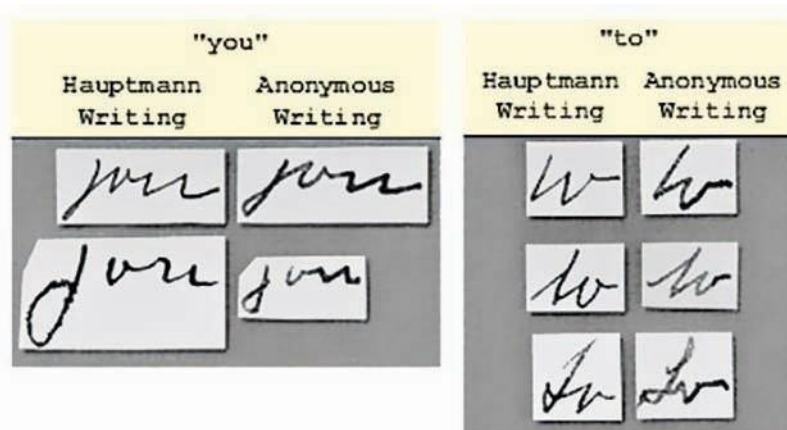 "you"
Hauptmann Anonymous
Writing Writing
you you
you you
"to"
Hauptmann Anonymous
Writing Writing
to to
to to
to to